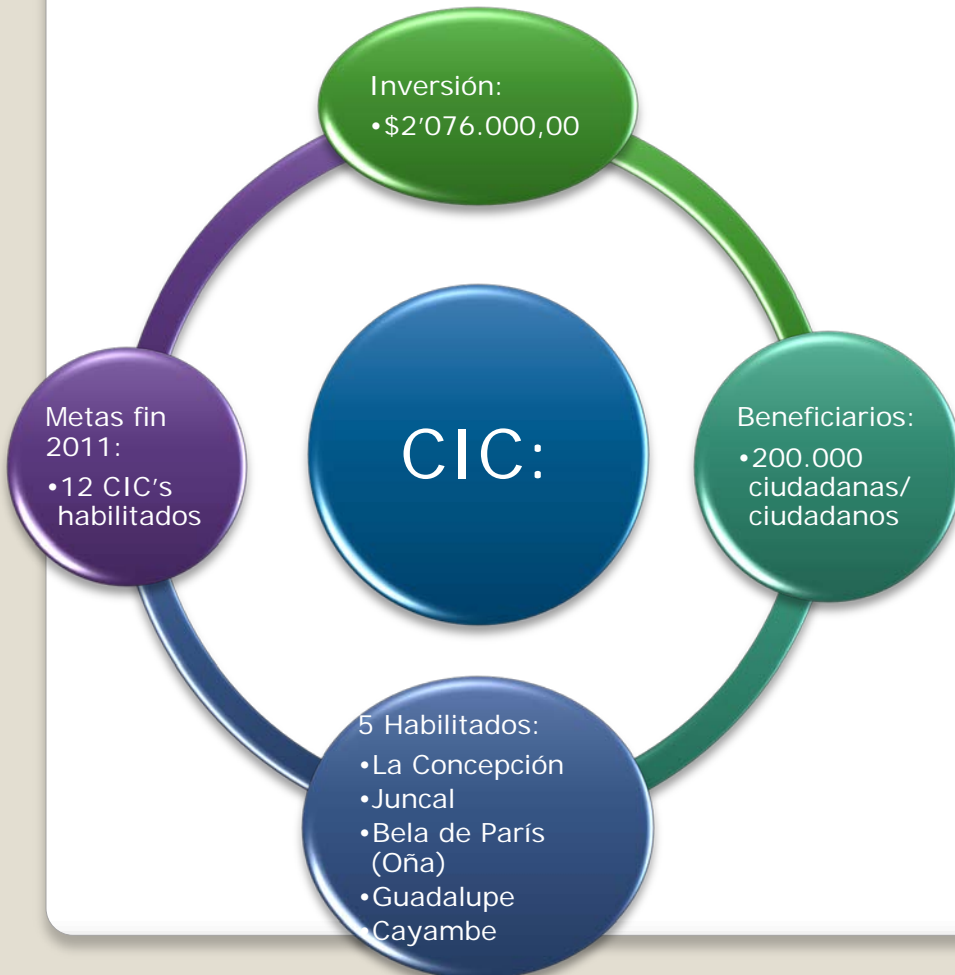 Inversión:
•$2'076.000,00
CIC:
Metas fin
2011:
•12 CIC's
habilitados
Beneficiarios:
•200.000
ciudadanas/
ciudadanos
5 Habilitados:
•La Concepción
•Juncal
•Bela de París
(Oña)
•Guadalupe
•Cayambe